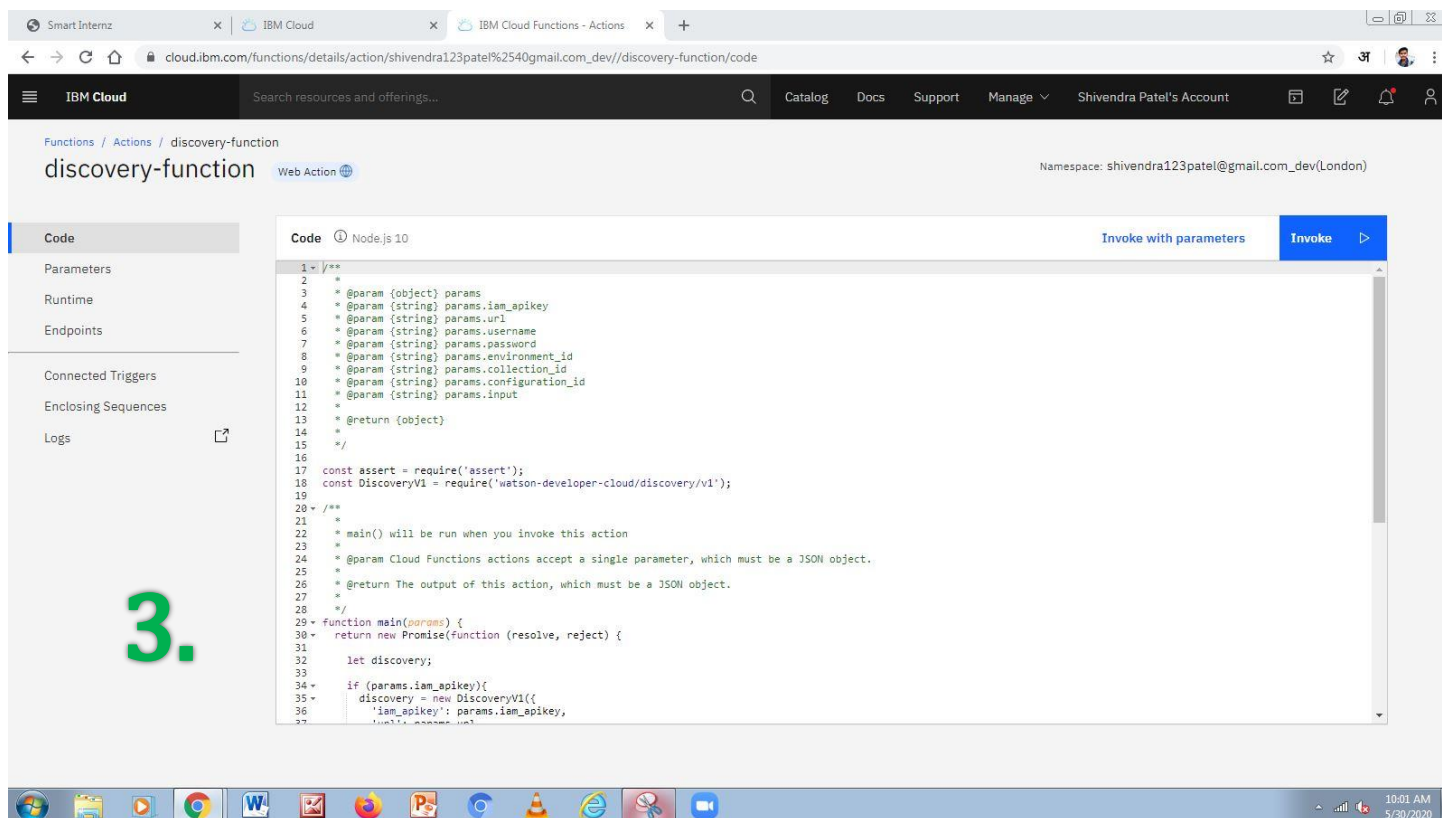 Smart Internz
IBM Cloud
IBM Cloud Functions - Actions
cloud.ibm.com/functions/details/action/shivendra123patel%2540gmail.com_dev//discovery-function/code
अ
IBM Cloud
Search resources and offerings...
Catalog
Docs
Support
Manage
Shivendra Patel's Account
Functions / Actions / discovery-function
discovery-function
Web Action
Namespace: shivendra123patel@gmail.com_dev(London)
Code
Parameters
Runtime
Endpoints
Connected Triggers
Enclosing Sequences
Logs
Code Node.js 10
Invoke with parameters
Invoke
1 /**
2 *
3 * @param {object} params
4 * @param {string} params.iam_apikey
5 * @param {string} params.url
6 * @param {string} params.username
7 * @param {string} params.password
8 * @param {string} params.environment_id
9 * @param {string} params.collection_id
10 * @param {string} params.configuration_id
11 * @param {string} params.input
12 *
13 * @return {object}
14 *
15 */
16
17 const assert = require('assert');
18 const DiscoveryV1 = require('watson-developer-cloud/discovery/v1');
19
20 /**
21 *
22 * main() will be run when you invoke this action
23 *
24 * @param Cloud Functions actions accept a single parameter, which must be a JSON object.
25 *
26 * @return The output of this action, which must be a JSON object.
27 *
28 */
29 function main(params) {
30 return new Promise(function (resolve, reject) {
31
32 let discovery;
33
34 if (params.iam_apikey){
35 discovery = new DiscoveryV1({
36 'iam_apikey': params.iam_apikey,
37 'url': params.url
3.
10:01 AM
5/30/2020